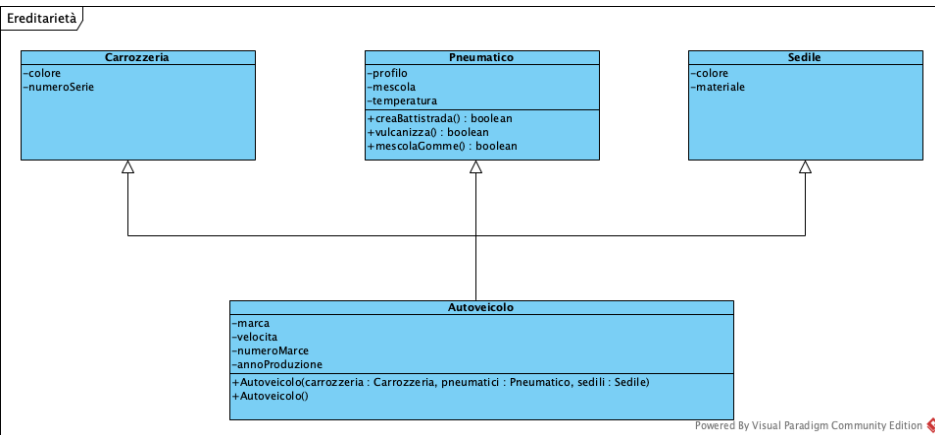 Ereditarietà
Carrozzeria
-colore
-numeroSerie
Pneumatico
-profilo
-mescola
-temperatura
+creaBattistrada() : boolean
+vulcanizza() : boolean
+mescolaGomme() : boolean
Sedile
-colore
-materiale
Autoveicolo
-marca
-velocita
-numeroMarce
-annoProduzione
+Autoveicolo(carrozzeria : Carrozzeria, pneumatici : Pneumatico, sedili : Sedile)
+Autoveicolo()
Powered By Visual Paradigm Community Edition